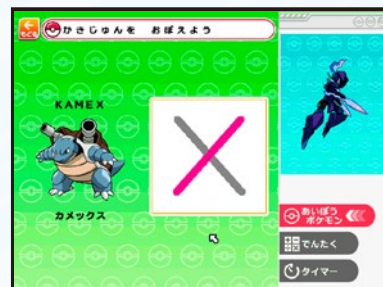 もどる
かきじゅんを おぼえよう
KAMEX
カメックス
あいぼう
ポケモン
でんたく
タイマー